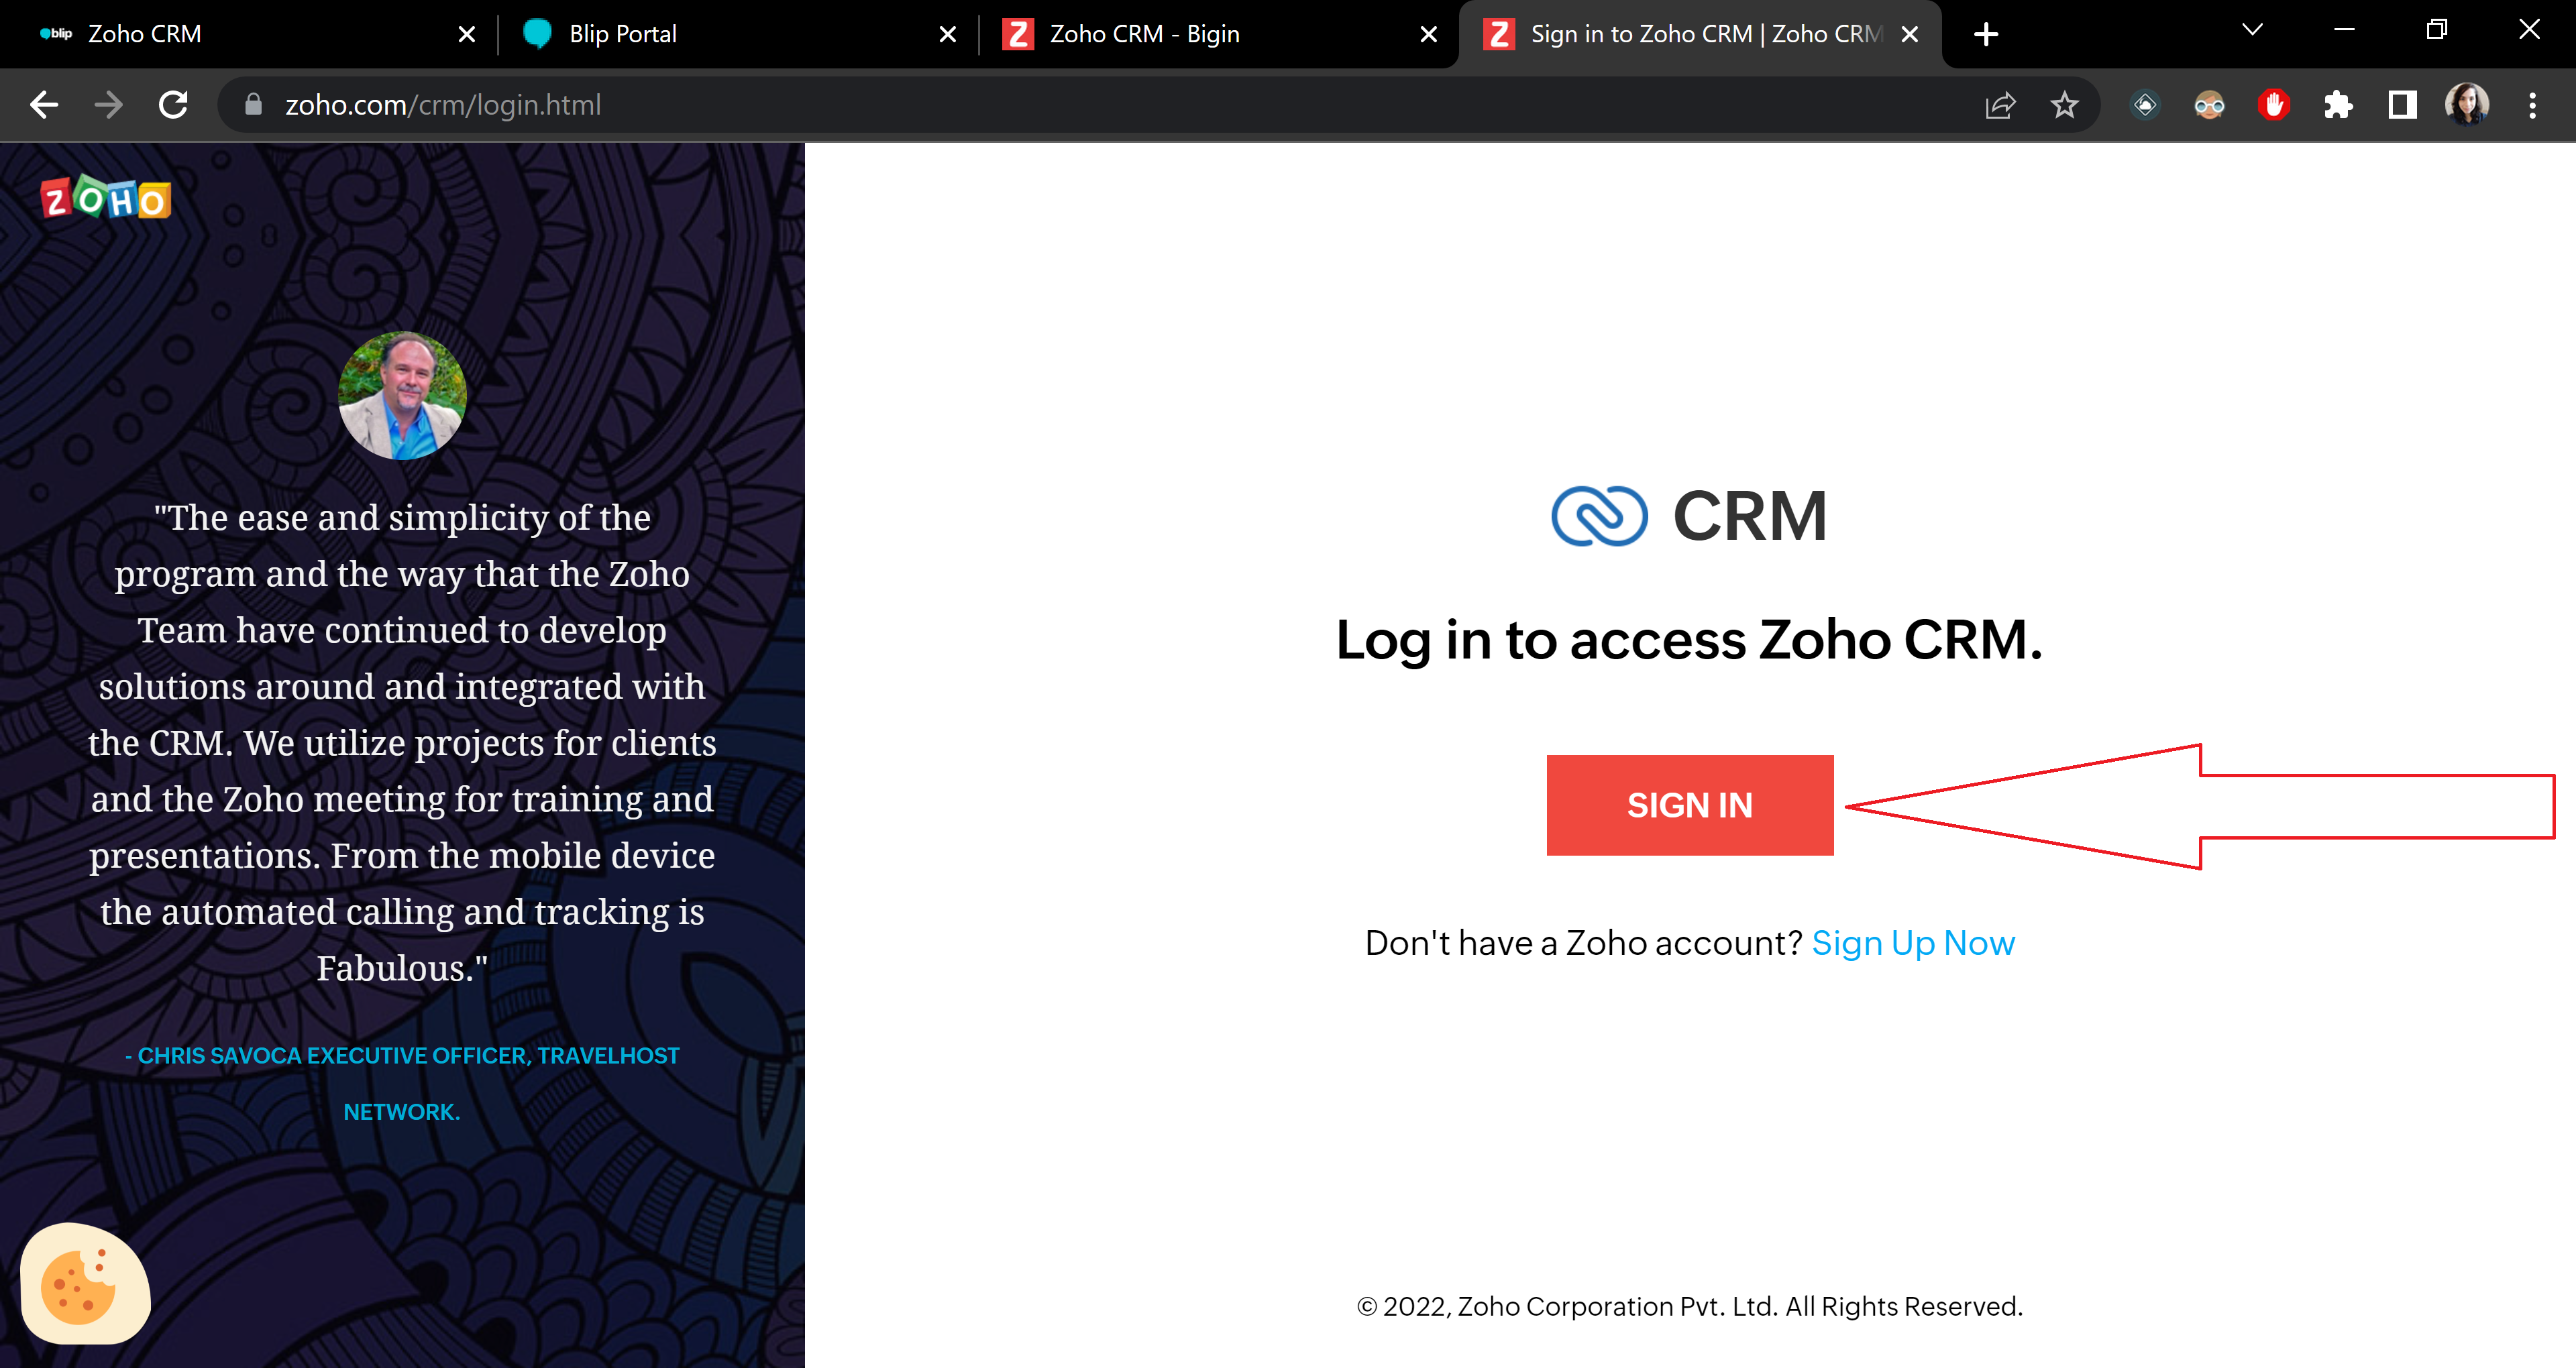 blip Zoho CRM
Blip Portal
Z Zoho CRM - Bigin
Z Sign in to Zoho CRM | Zoho CRM
zoho.com/crm/login.html
ZOHO
"The ease and simplicity of the
program and the way that the Zoho
Team have continued to develop
solutions around and integrated with
the CRM. We utilize projects for clients
and the Zoho meeting for training and
presentations. From the mobile device
the automated calling and tracking is
Fabulous."
- CHRIS SAVOCA EXECUTIVE OFFICER, TRAVELHOST
NETWORK.
CRM
Log in to access Zoho CRM.
SIGN IN
Don't have a Zoho account? Sign Up Now
© 2022, Zoho Corporation Pvt. Ltd. All Rights Reserved.